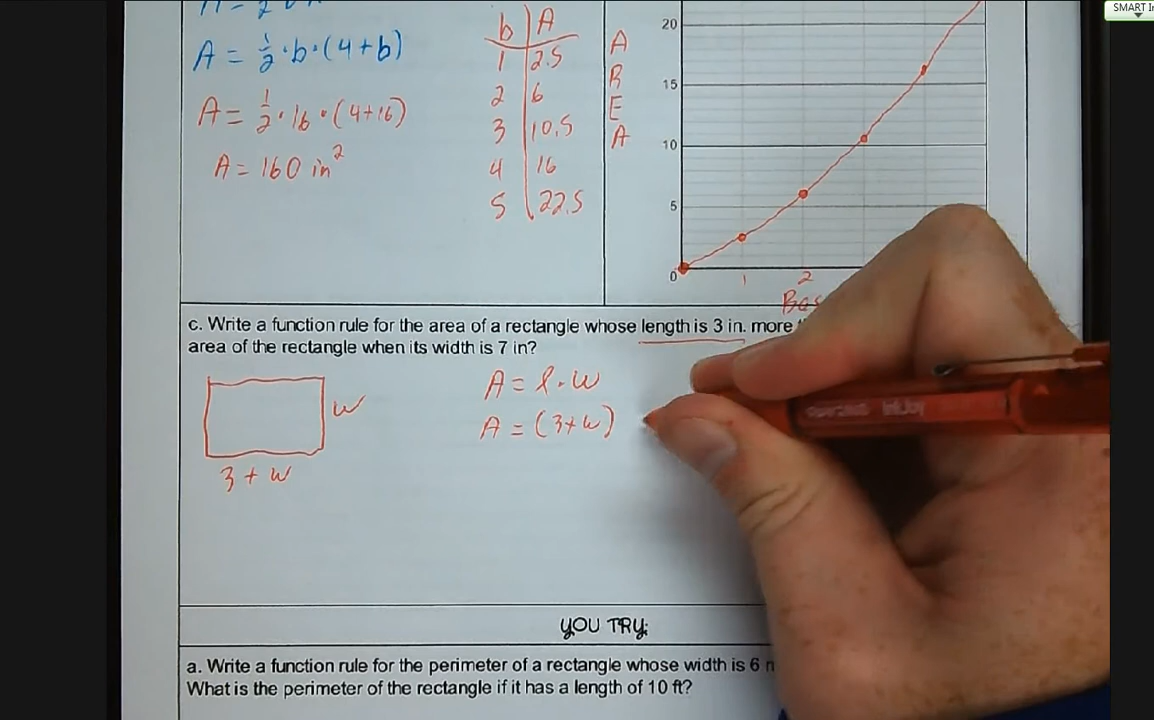 SMART
A = 1/2 · b · (4 + b)
A = 1/2 · 16 · (4+16)
A = 160 in²
b | A
1 | 2.5
2 | 6
3 | 10.5
4 | 16
5 | 22.5
AREA
20
15
10
5
0
1 2
c. Write a function rule for the area of a rectangle whose length is 3 in. more
area of the rectangle when its width is 7 in?
w
3 + w
A = l · w
A = (3+w)
YOU TRY:
a. Write a function rule for the perimeter of a rectangle whose width is 6
What is the perimeter of the rectangle if it has a length of 10 ft?